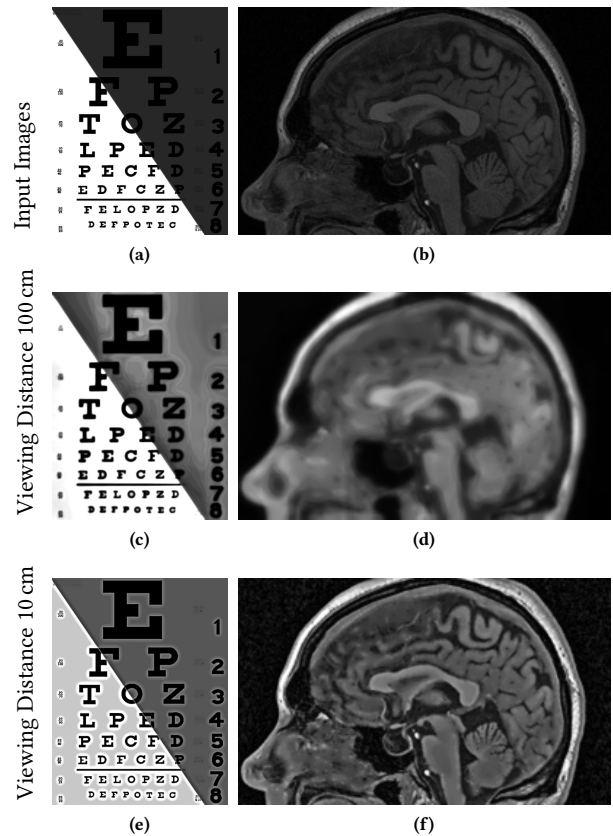 Input Images
E
1
F P
2
T O Z
3
L P E D
4
P E C F D
5
E D F C Z P
6
F E L O P Z D
7
D E F P O T E C
8
(a)
(b)
Viewing Distance 100 cm
E
1
F P
2
T O Z
3
L P E D
4
P E C F D
5
E D F C Z P
6
F E L O P Z D
7
D E F P O T E C
8
(c)
(d)
Viewing Distance 10 cm
E
1
F P
2
T O Z
3
L P E D
4
P E C F D
5
E D F C Z P
6
F E L O P Z D
7
D E F P O T E C
8
(e)
(f)